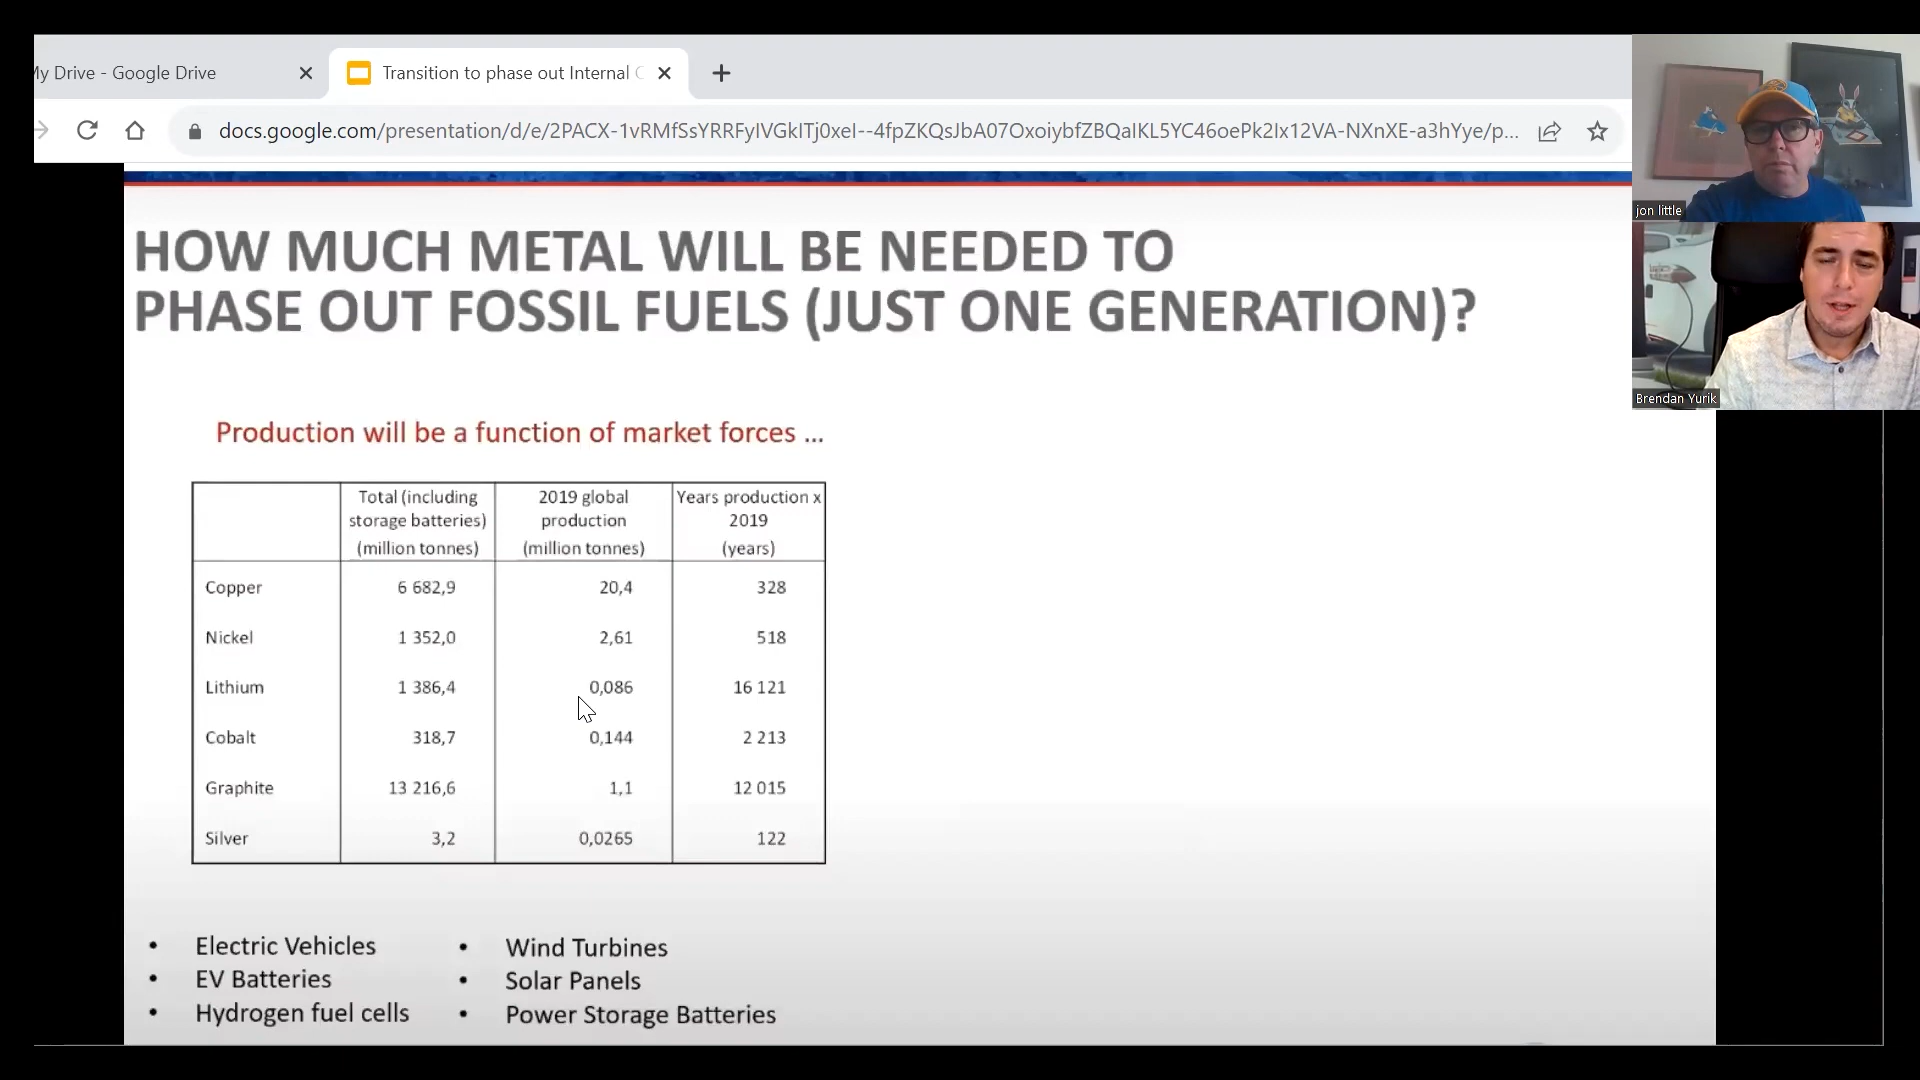 My Drive - Google Drive
Transition to phase out Internal C
docs.google.com/presentation/d/e/2PACX-1vRMfSsYRRFyIVGkITj0xeI--4fpZKQsJbA07OxoiybfZBQaIKL5YC46oePk2Ix12VA-NXnXE-a3hYye/p...
jon little
Brendan Yurik
HOW MUCH METAL WILL BE NEEDED TO
PHASE OUT FOSSIL FUELS (JUST ONE GENERATION)?
Production will be a function of market forces ...
Total (including storage batteries) (million tonnes) 2019 global production (million tonnes) Years production x 2019 (years)
Copper 6 682,9 20,4 328
Nickel 1 352,0 2,61 518
Lithium 1 386,4 0,086 16 121
Cobalt 318,7 0,144 2 213
Graphite 13 216,6 1,1 12 015
Silver 3,2 0,0265 122
• Electric Vehicles
• EV Batteries
• Hydrogen fuel cells
• Wind Turbines
• Solar Panels
• Power Storage Batteries